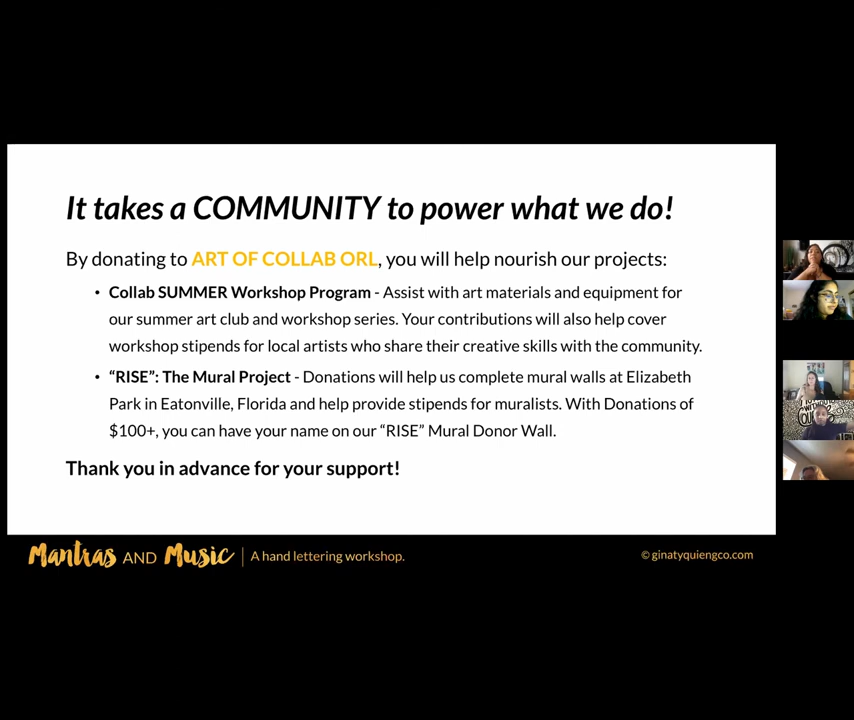 It takes a COMMUNITY to power what we do!
By donating to ART OF COLLAB ORL, you will help nourish our projects:
• Collab SUMMER Workshop Program - Assist with art materials and equipment for
our summer art club and workshop series. Your contributions will also help cover
workshop stipends for local artists who share their creative skills with the community.
• “RISE”: The Mural Project - Donations will help us complete mural walls at Elizabeth
Park in Eatonville, Florida and help provide stipends for muralists. With Donations of
$100+, you can have your name on our “RISE” Mural Donor Wall.
Thank you in advance for your support!
Mantras AND Music | A hand lettering workshop.
© ginatyquiengco.com